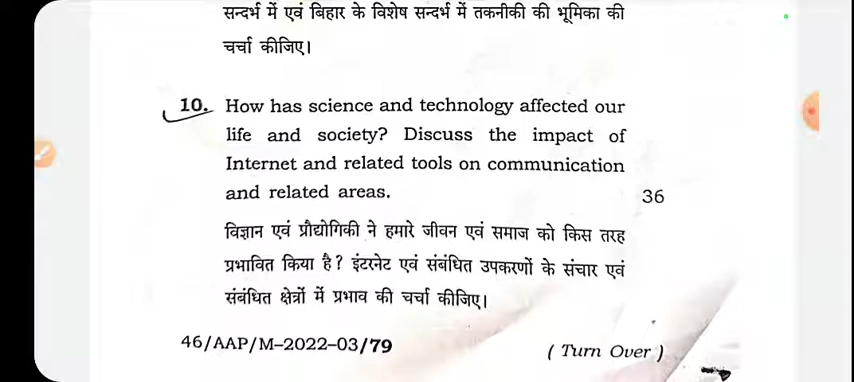 सन्दर्भ में एवं बिहार के विशेष सन्दर्भ में तकनीकी की भूमिका की
चर्चा कीजिए।
10. How has science and technology affected our
life and society? Discuss the impact of
Internet and related tools on communication
and related areas. 36
विज्ञान एवं प्रौद्योगिकी ने हमारे जीवन एवं समाज को किस तरह
प्रभावित किया है? इंटरनेट एवं संबंधित उपकरणों के संचार एवं
संबंधित क्षेत्रों में प्रभाव की चर्चा कीजिए।
46/AAP/M–2022–03/79 ( Turn Over )